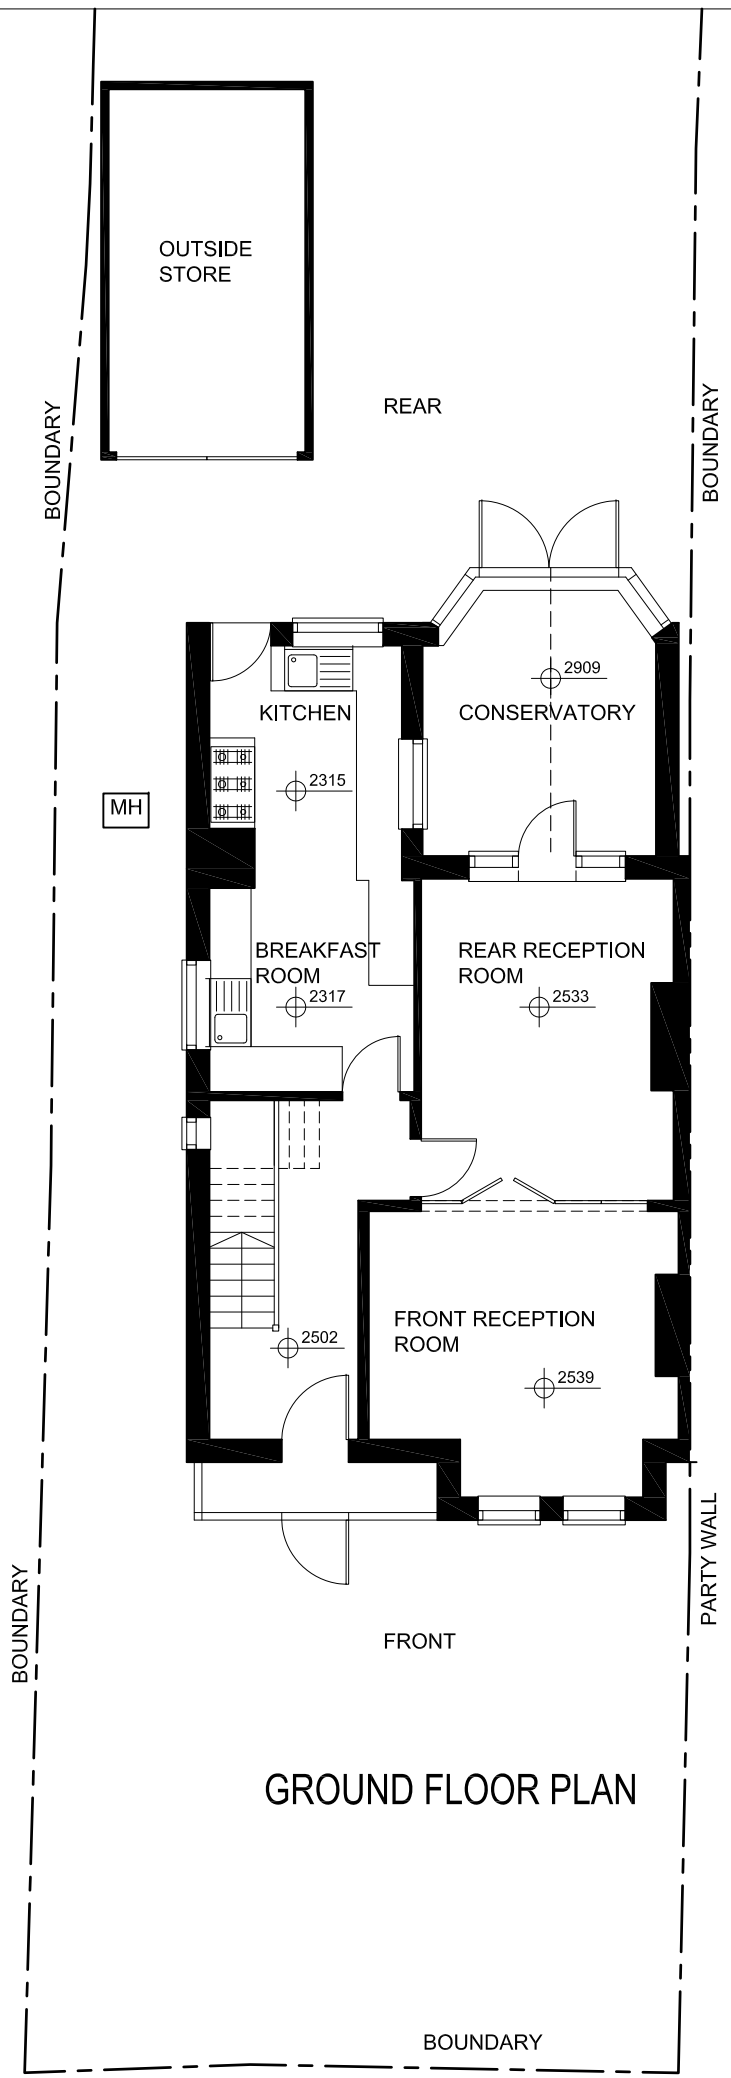 OUTSIDE
STORE
REAR
BOUNDARY
BOUNDARY
2909
KITCHEN
CONSERVATORY
2315
MH
BREAKFAST
ROOM
REAR RECEPTION
ROOM
2317
2533
FRONT RECEPTION
ROOM
2502
2539
PARTY WALL
BOUNDARY
FRONT
GROUND FLOOR PLAN
BOUNDARY